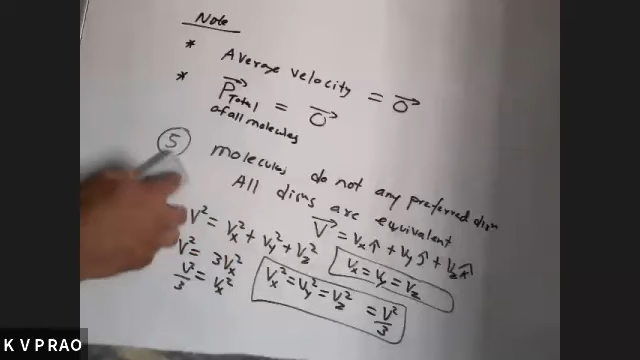 Note
* Average velocity = 0⃗
* P⃗Total = 0⃗
of all molecules
5 molecules do not any preferred dirn
All dirns are equivalent
V⃗ = Vx î + Vy ĵ + Vz k̂
V² = Vx² + Vy² + Vz²
Vx = Vy = Vz
V² = 3Vx²
V²/3 = Vx²
Vx² = Vy² = Vz² = V²/3
K V P RAO